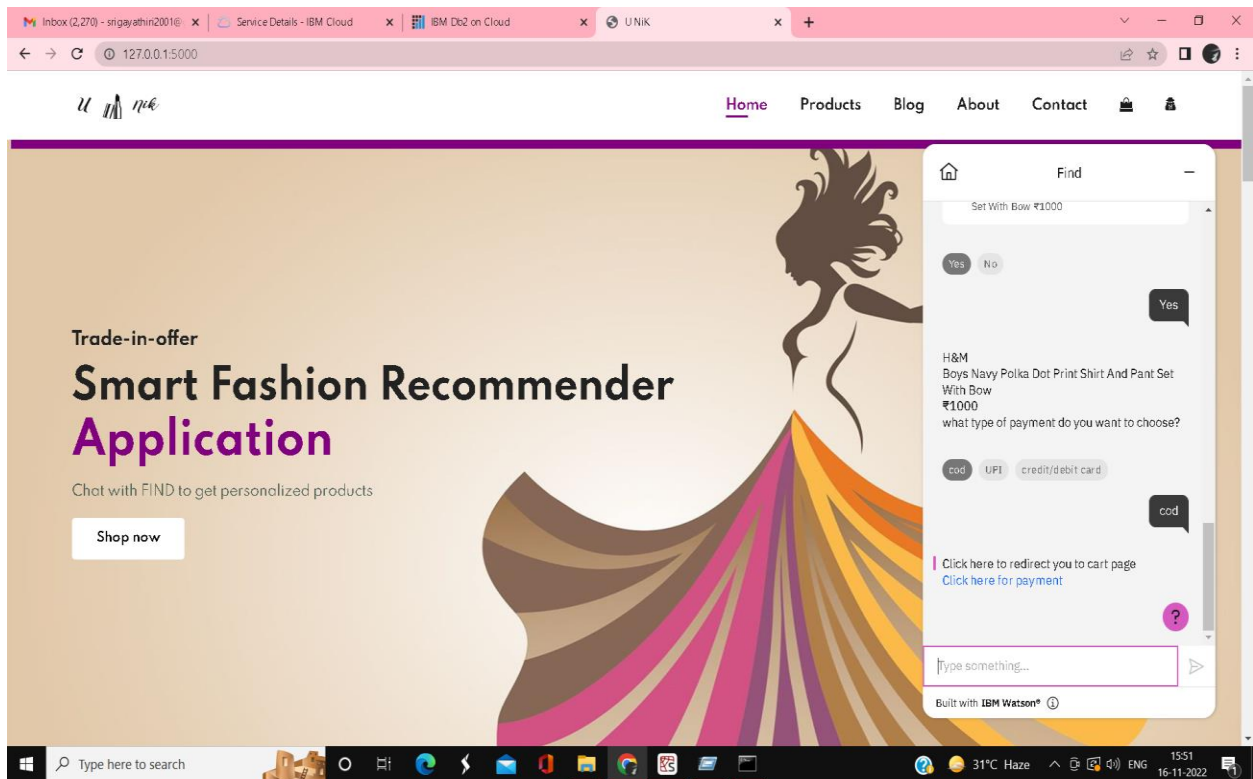 Inbox (2,270) - srigayathiri2001@
Service Details - IBM Cloud
IBM Db2 on Cloud
UNiK
127.0.0.1:5000
U nik
Home
Products
Blog
About
Contact
Trade-in-offer
Smart Fashion Recommender
Application
Chat with FIND to get personalized products
Shop now
Find
Set With Bow ₹1000
Yes No
Yes
H&M
Boys Navy Polka Dot Print Shirt And Pant Set
With Bow
₹1000
what type of payment do you want to choose?
cod UPI credit/debit card
cod
Click here to redirect you to cart page
Click here for payment
?
Type something...
Built with IBM Watson®
Type here to search
31°C Haze
ENG
15:51
16-11-2022
1